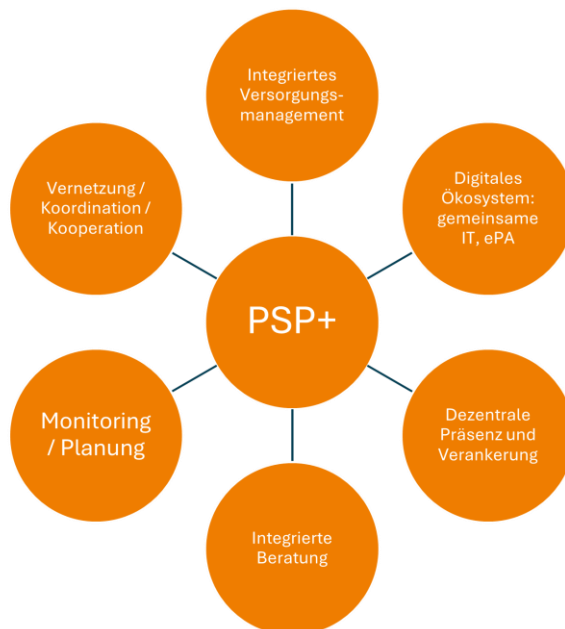 Integriertes
Versorgungs-
management
Vernetzung /
Koordination /
Kooperation
Digitales
Ökosystem:
gemeinsame
IT, ePA
PSP+
Monitoring
/ Planung
Dezentrale
Präsenz und
Verankerung
Integrierte
Beratung